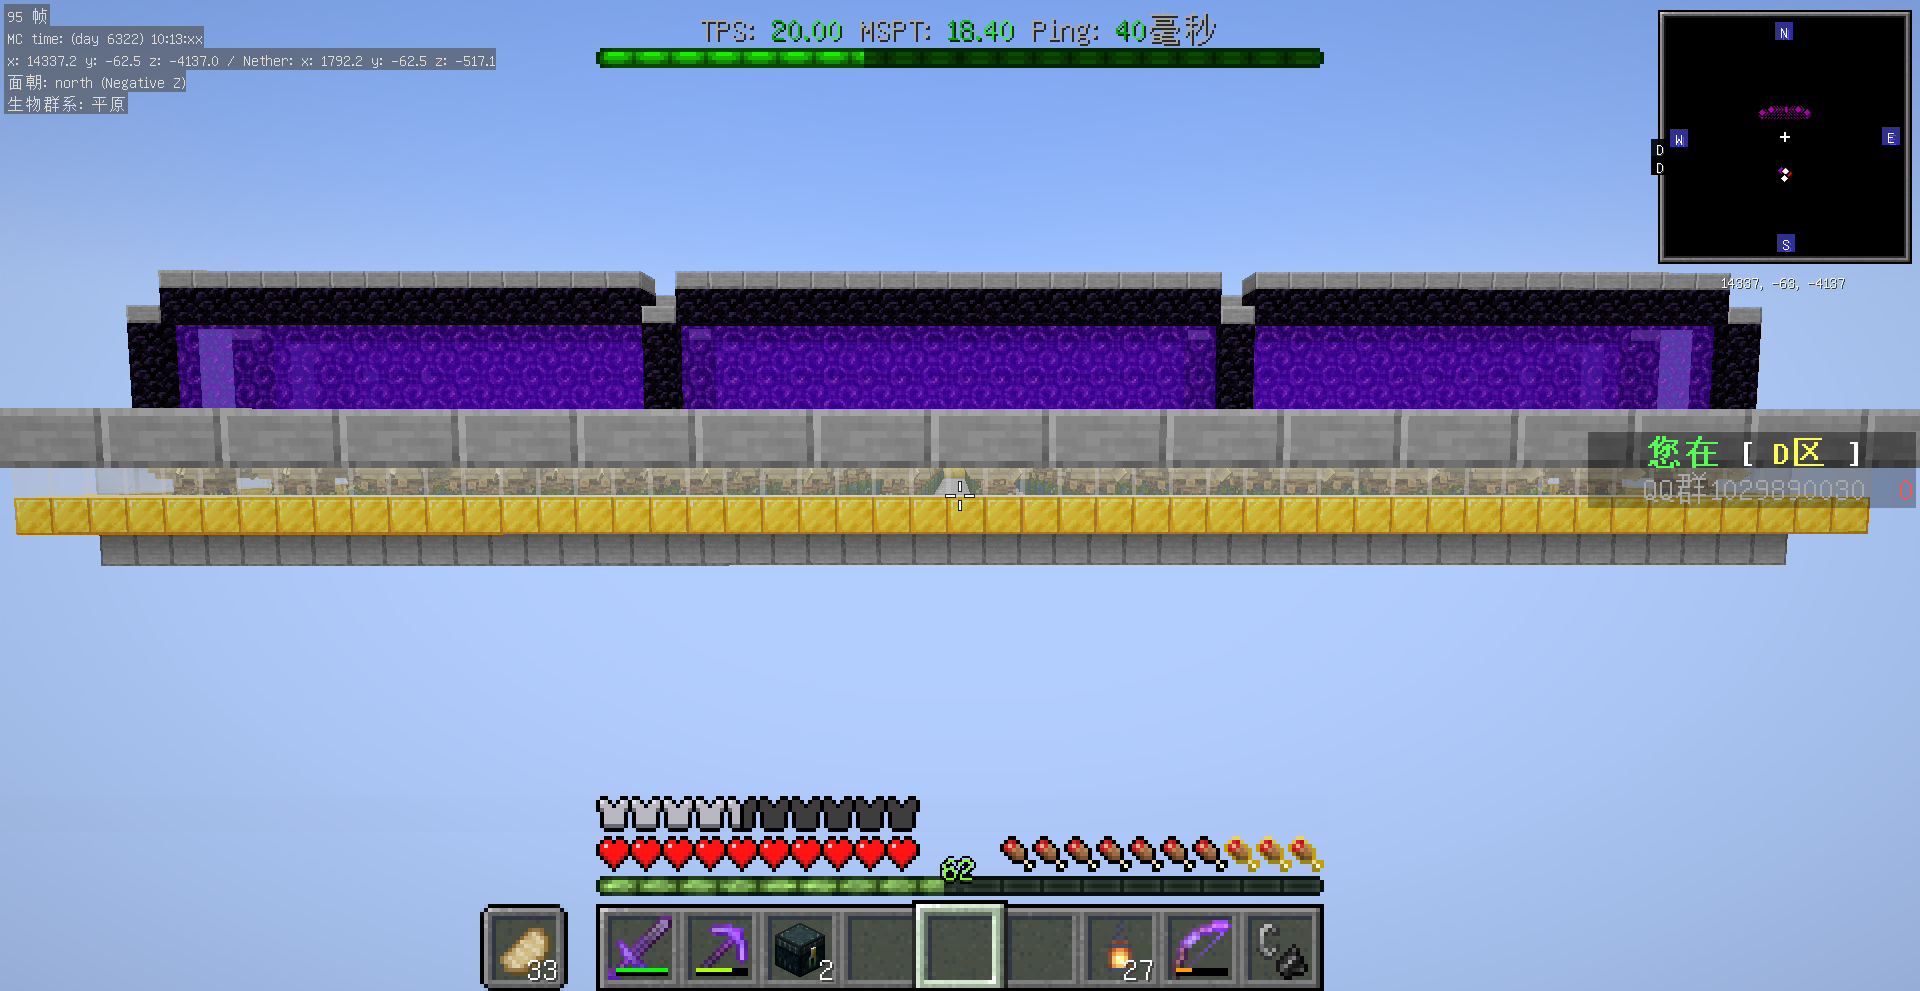 95 帧
MC time: (day 6322) 10:13:xx
x: 14337.2 y: -62.5 z: -4137.0 / Nether: x: 1792.2 y: -62.5 z: -517.1
面朝: north (Negative Z)
生物群系: 平原
TPS: 20.00 MSPT: 18.40 Ping: 40毫秒
N
W
E
S
D
D
14337, -63, -4137
您在 [ D区 ]
QQ群1029890030 0
62
33
2
27